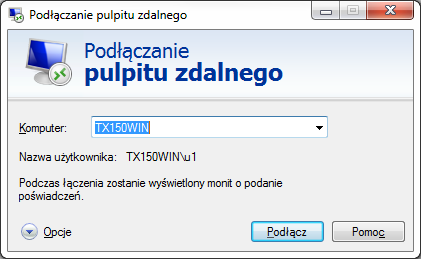 Podłączanie pulpitu zdalnego
Podłączanie
pulpitu zdalnego
Komputer: TX150WIN
Nazwa użytkownika: TX150WIN\u1
Podczas łączenia zostanie wyświetlony monit o podanie
poświadczeń.
Opcje Podłącz Pomoc